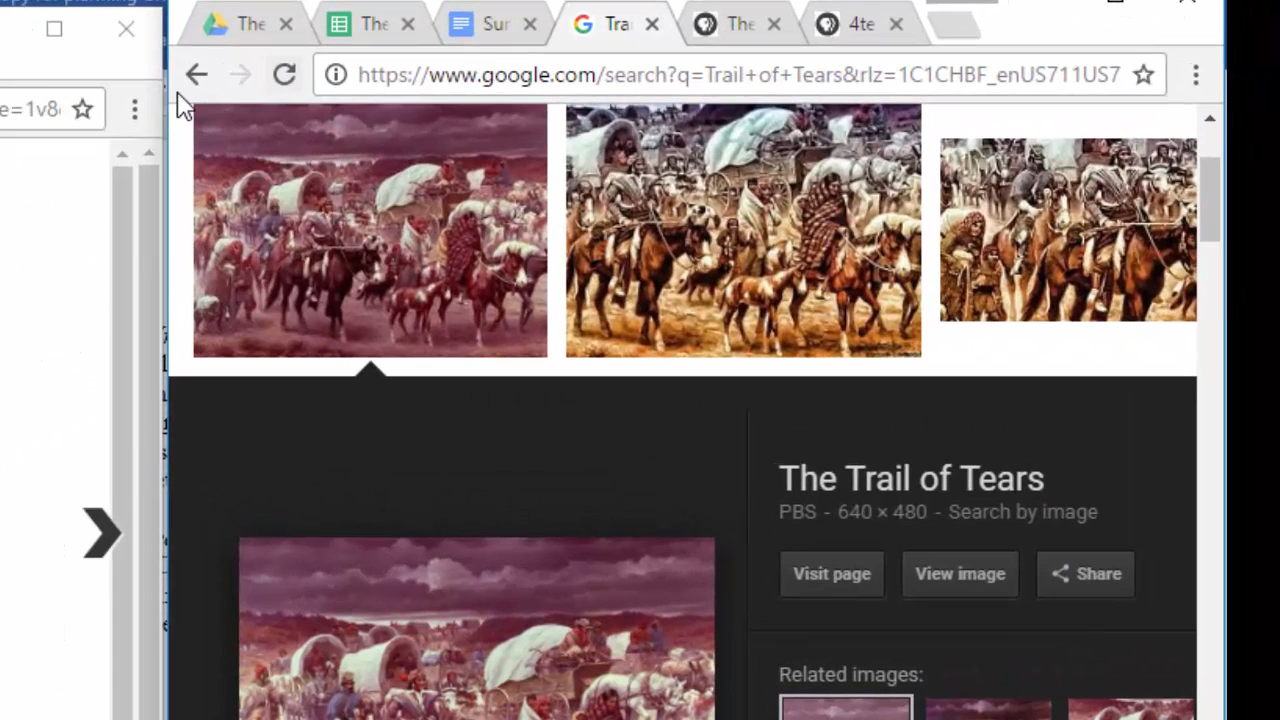 The
The
Sur
Tra
The
4te
https://www.google.com/search?q=Trail+of+Tears&rlz=1C1CHBF_enUS711US7
e=1v8
The Trail of Tears
PBS - 640 × 480 - Search by image
Visit page
View image
Share
Related images: